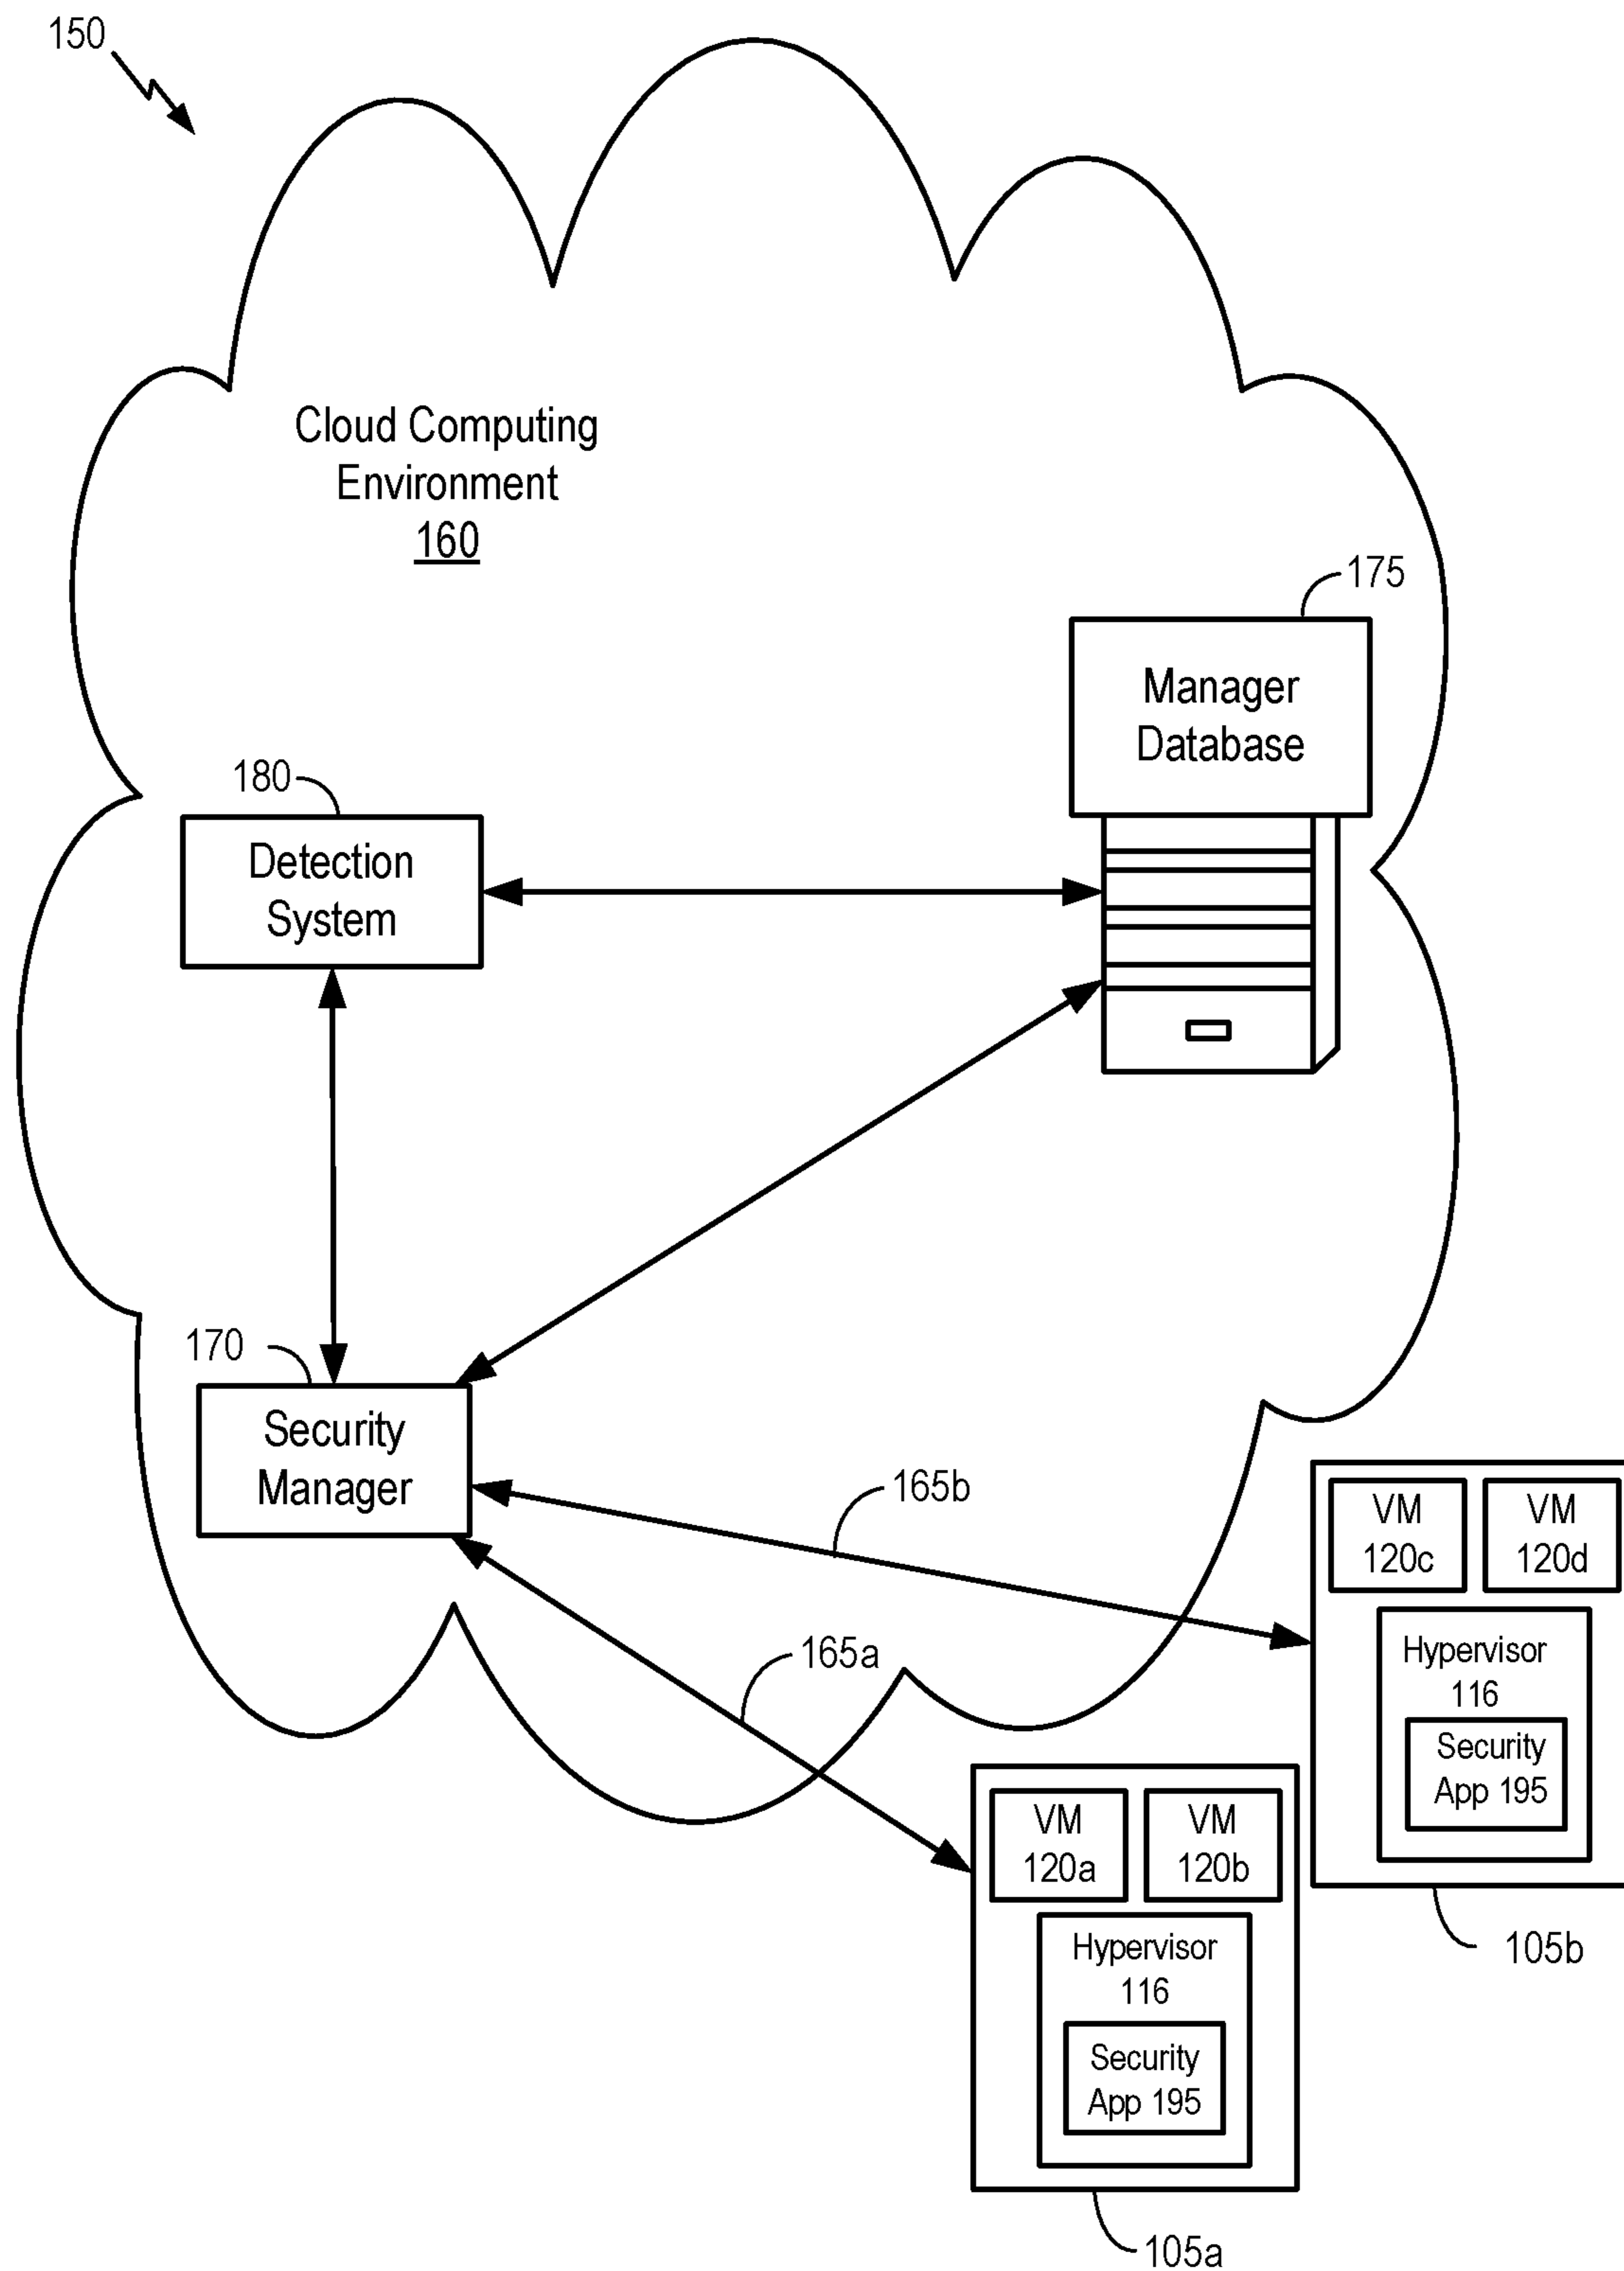 150
Cloud Computing
Environment
160
175
Manager
Database
180
Detection
System
170
Security
Manager
165b
165a
VM
120c
VM
120d
Hypervisor
116
Security
App 195
105b
VM
120a
VM
120b
Hypervisor
116
Security
App 195
105a